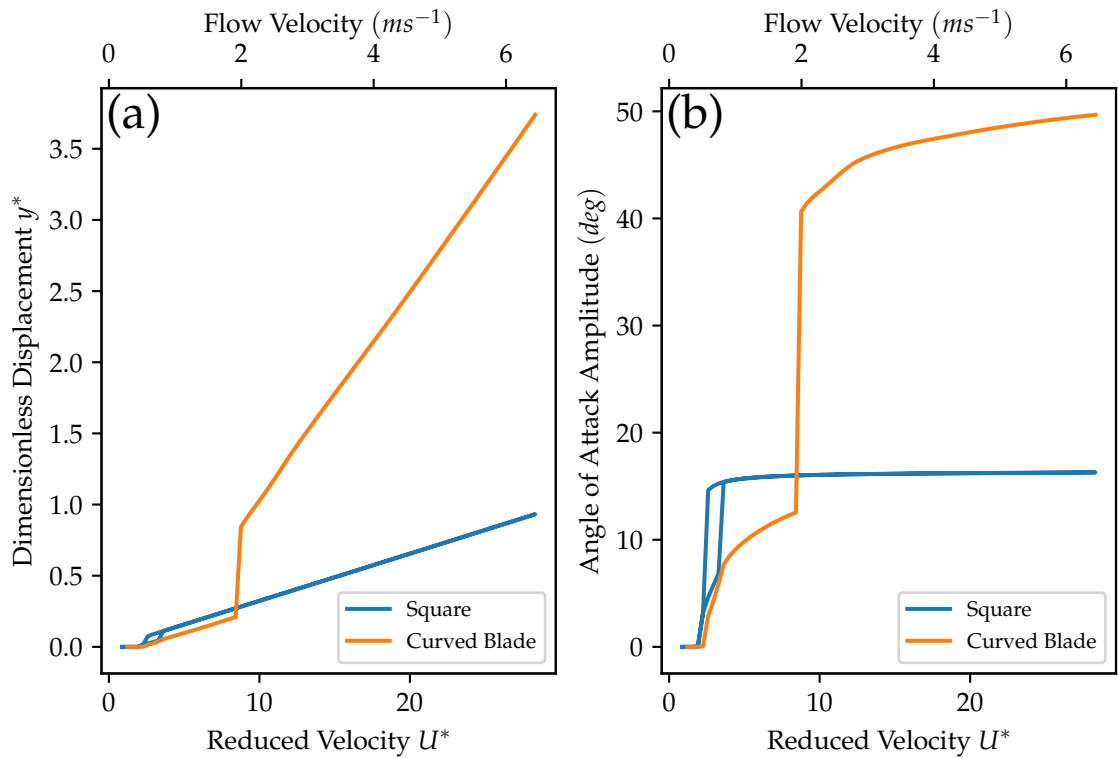 Flow Velocity (ms⁻¹)
0 2 4 6
(a)
Dimensionless Displacement y*
3.5
3.0
2.5
2.0
1.5
1.0
0.5
0.0
Square
Curved Blade
0 10 20
Reduced Velocity U*
Flow Velocity (ms⁻¹)
0 2 4 6
(b)
Angle of Attack Amplitude (deg)
50
40
30
20
10
0
Square
Curved Blade
0 10 20
Reduced Velocity U*